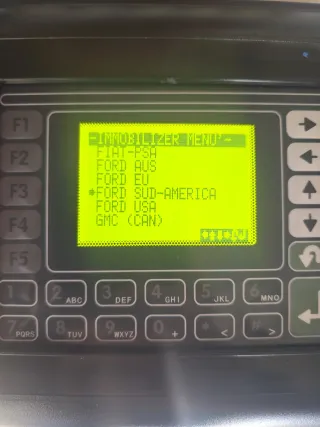 -IMMOBILIZER MENU'-
FIAT-PSA
FORD AUS
FORD EU
*FORD SUD-AMERICA
FORD USA
GMC (CAN)
F1
F2
F3
F4
F5
1
2 ABC
3 DEF
4 GHI
5 JKL
6 MNO
7 PQRS
8 TUV
9 WXYZ
0 +
* <
# >